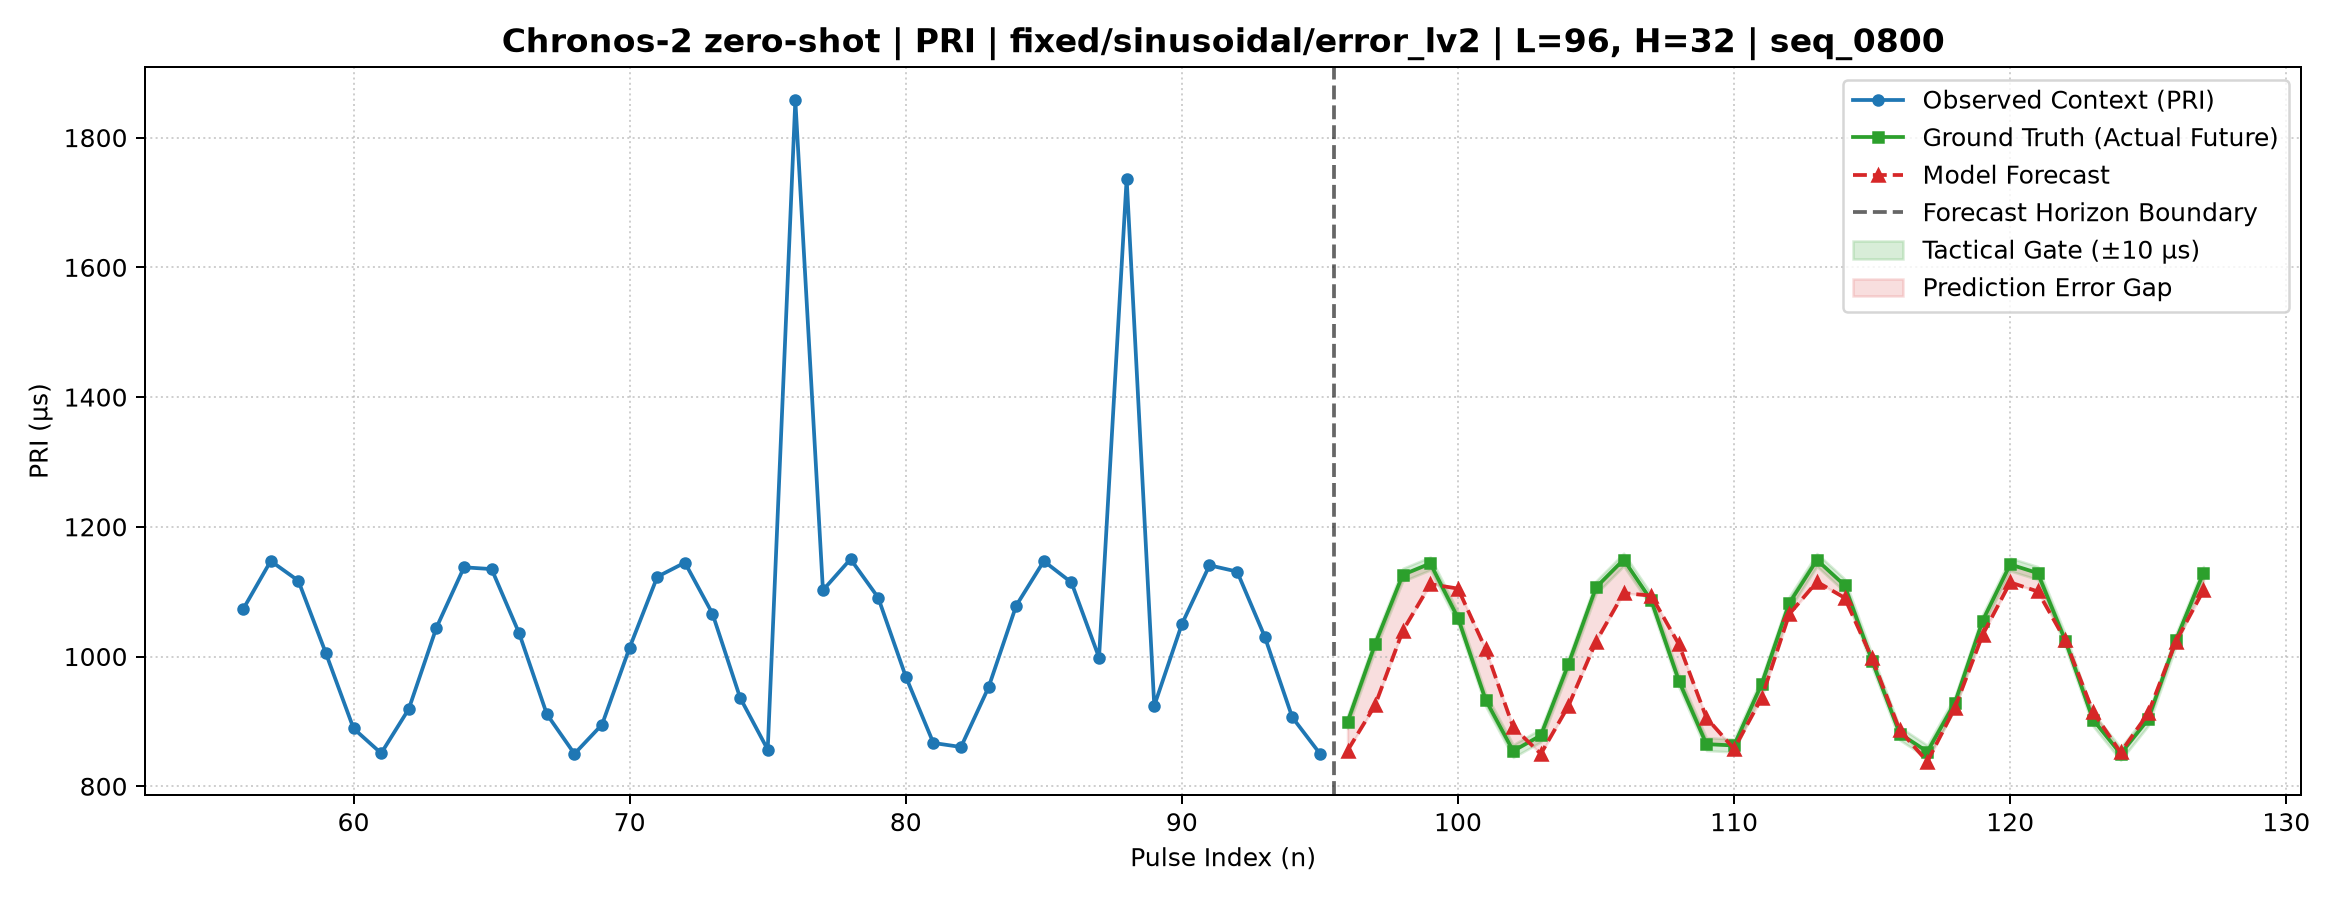 Chronos-2 zero-shot | PRI | fixed/sinusoidal/error_lv2 | L=96, H=32 | seq_0800
Observed Context (PRI)
Ground Truth (Actual Future)
Model Forecast
Forecast Horizon Boundary
Tactical Gate (±10 μs)
Prediction Error Gap
PRI (μs)
1800
1600
1400
1200
1000
800
60
70
80
90
100
110
120
130
Pulse Index (n)